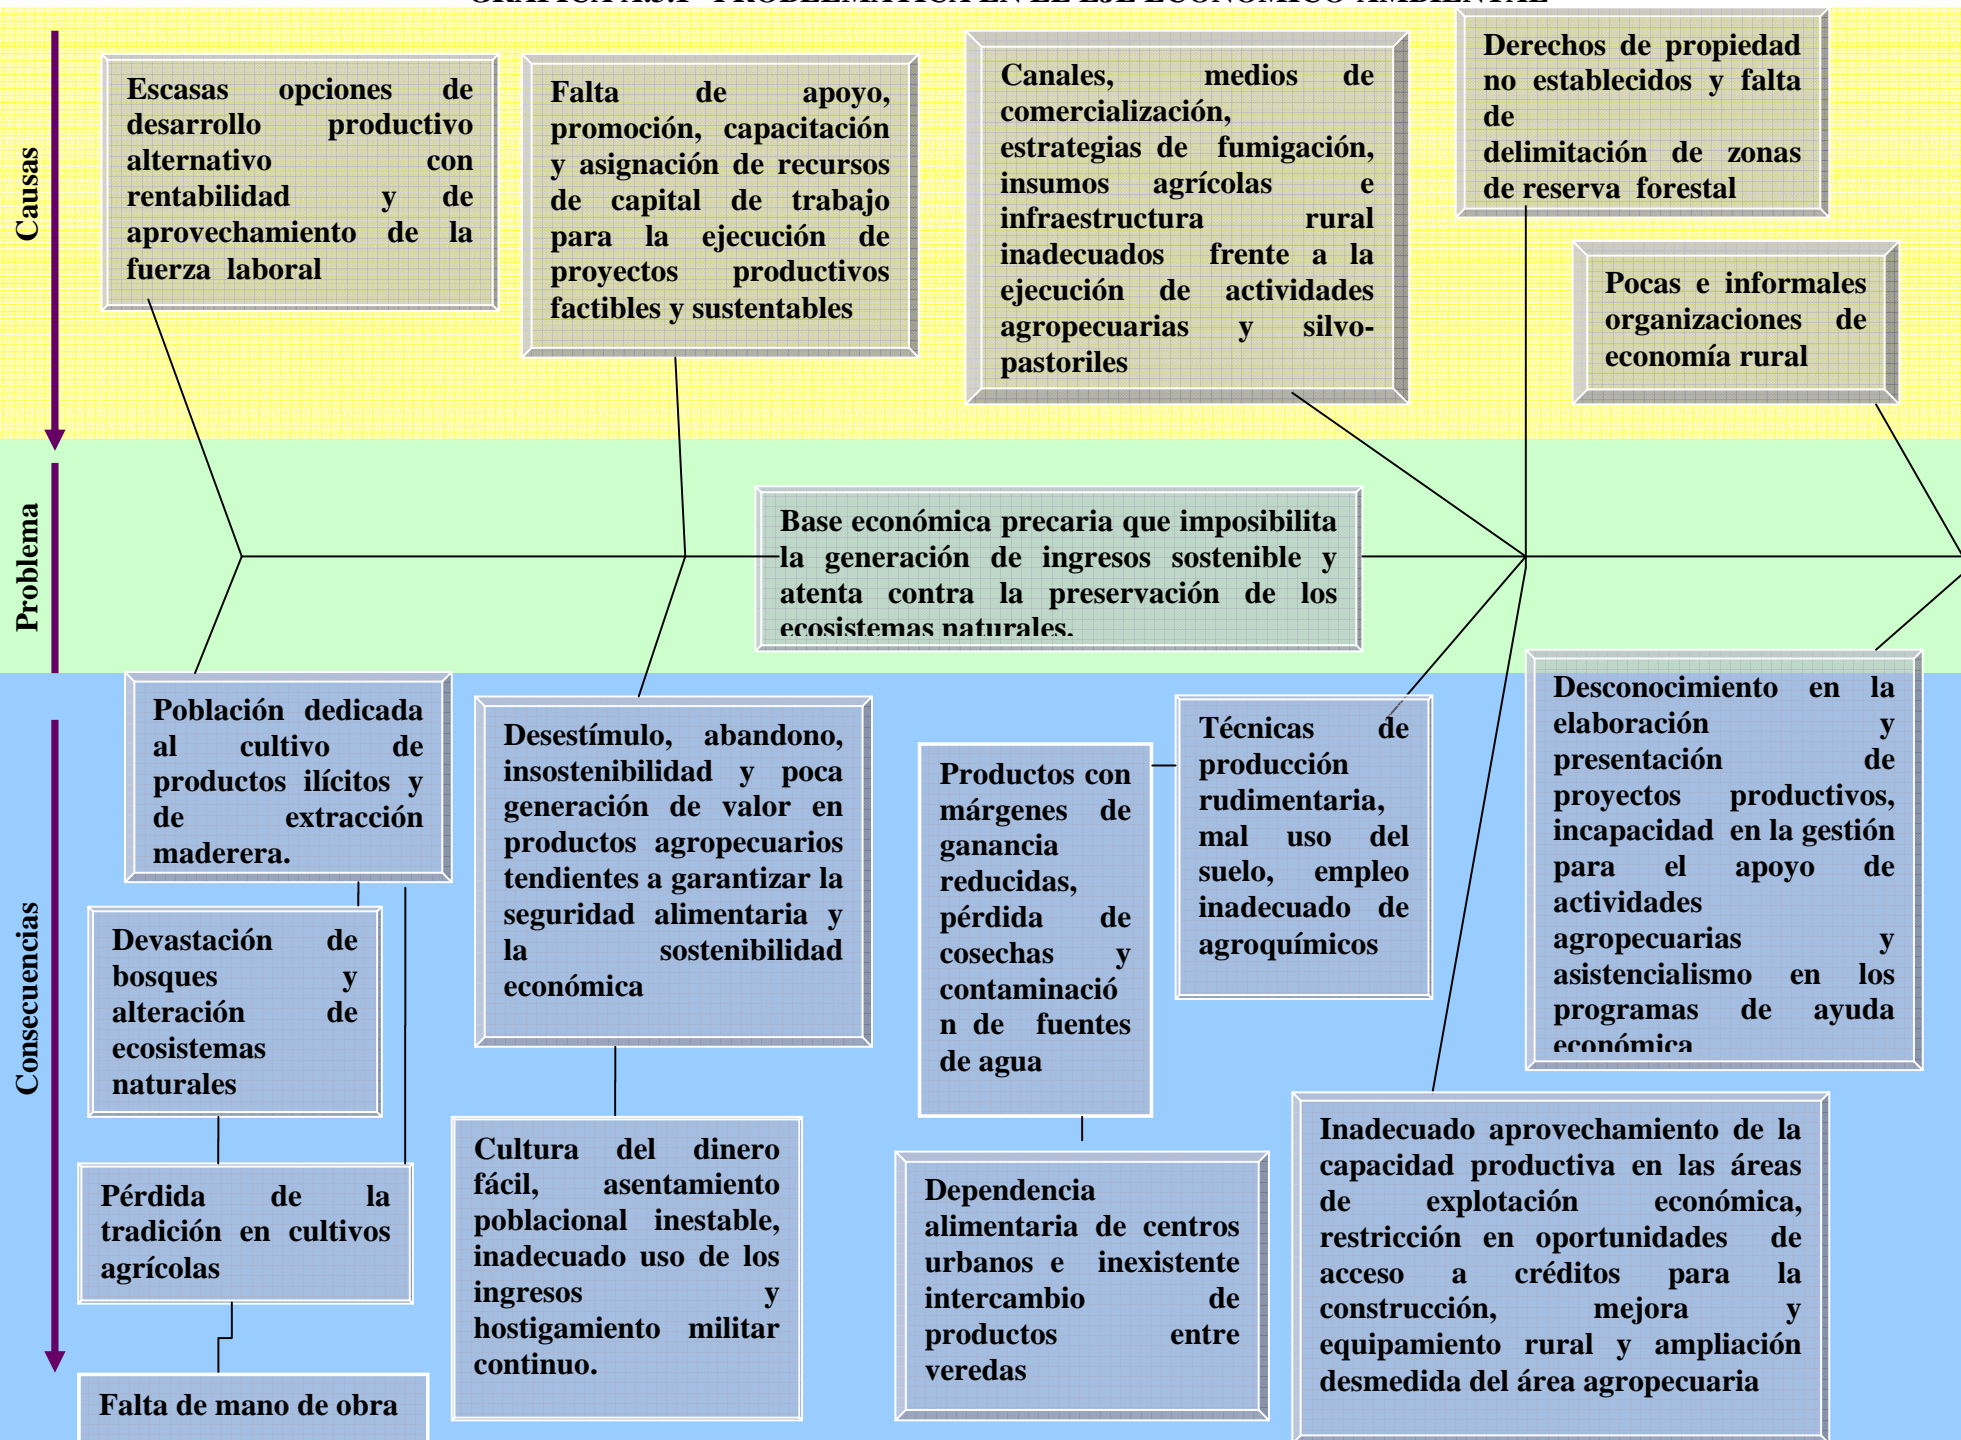 GRÁFICA A.5.1 PROBLEMÁTICA EN EL EJE ECONÓMICO AMBIENTAL
Causas
Escasas opciones de
desarrollo productivo
alternativo con
rentabilidad y de
aprovechamiento de la
fuerza laboral
Falta de apoyo,
promoción, capacitación
y asignación de recursos
de capital de trabajo
para la ejecución de
proyectos productivos
factibles y sustentables
Canales, medios de
comercialización,
estrategias de fumigación,
insumos agrícolas e
infraestructura rural
inadecuados frente a la
ejecución de actividades
agropecuarias y silvo-
pastoriles
Derechos de propiedad
no establecidos y falta
de
delimitación de zonas
de reserva forestal
Pocas e informales
organizaciones de
economía rural
Problema
Base económica precaria que imposibilita
la generación de ingresos sostenible y
atenta contra la preservación de los
ecosistemas naturales.
Consecuencias
Población dedicada
al cultivo de
productos ilícitos y
de extracción
maderera.
Devastación de
bosques y
alteración de
ecosistemas
naturales
Pérdida de la
tradición en cultivos
agrícolas
Falta de mano de obra
Desestímulo, abandono,
insostenibilidad y poca
generación de valor en
productos agropecuarios
tendientes a garantizar la
seguridad alimentaria y
la sostenibilidad
económica
Cultura del dinero
fácil, asentamiento
poblacional inestable,
inadecuado uso de los
ingresos y
hostigamiento militar
continuo.
Productos con
márgenes de
ganancia
reducidas,
pérdida de
cosechas y
contaminació
n de fuentes
de agua
Dependencia
alimentaria de centros
urbanos e inexistente
intercambio de
productos entre
veredas
Técnicas de
producción
rudimentaria,
mal uso del
suelo, empleo
inadecuado de
agroquímicos
Desconocimiento en la
elaboración y
presentación de
proyectos productivos,
incapacidad en la gestión
para el apoyo de
actividades
agropecuarias y
asistencialismo en los
programas de ayuda
económica
Inadecuado aprovechamiento de la
capacidad productiva en las áreas
de explotación económica,
restricción en oportunidades de
acceso a créditos para la
construcción, mejora y
equipamiento rural y ampliación
desmedida del área agropecuaria